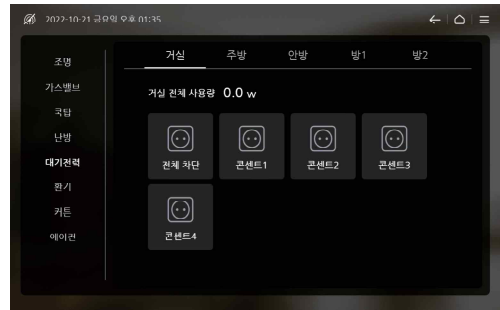 2022-10-21 금요일 오후 01:35
조명
가스밸브
국탑
난방
대기전력
환기
커튼
에어컨
거실 주방 안방 방1 방2
거실 전체 사용량 0.0 w
전체 차단 콘센트1 콘센트2 콘센트3
콘센트4